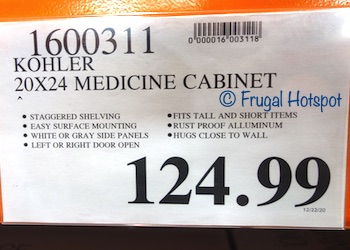 1600311
0000016003118
KOHLER
20X24 MEDICINE CABINET
© Frugal Hotspot
• STAGGERED SHELVING
• EASY SURFACE MOUNTING
• WHITE OR GRAY SIDE PANELS
• LEFT OR RIGHT DOOR OPEN
• FITS TALL AND SHORT ITEMS
• RUST PROOF ALLUMINUM
• HUGS CLOSE TO WALL
124.99
12/22/20